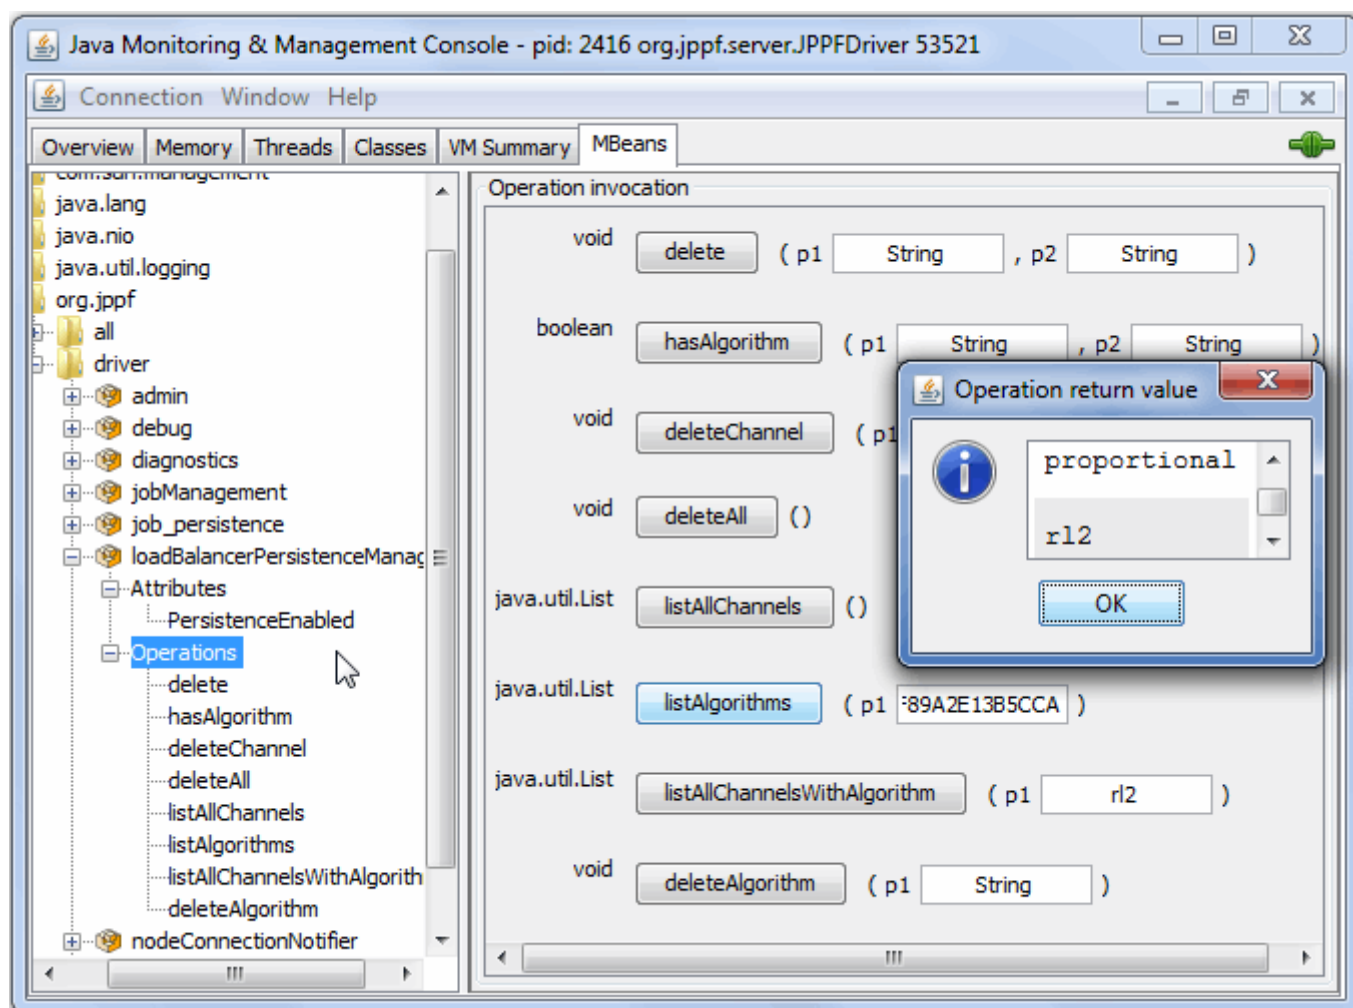 Java Monitoring & Management Console - pid: 2416 org.jppf.server.JPPFDriver 53521
Connection Window Help
Overview Memory Threads Classes VM Summary MBeans
com.sun.management
java.lang
java.nio
java.util.logging
org.jppf
all
driver
admin
debug
diagnostics
jobManagement
job_persistence
loadBalancerPersistenceManag
Attributes
PersistenceEnabled
Operations
delete
hasAlgorithm
deleteChannel
deleteAll
listAllChannels
listAlgorithms
listAllChannelsWithAlgorith
deleteAlgorithm
nodeConnectionNotifier
Operation invocation
void delete ( p1 String , p2 String )
boolean hasAlgorithm ( p1 String , p2 String )
void deleteChannel ( p1
void deleteAll ()
java.util.List listAllChannels ()
java.util.List listAlgorithms ( p1 F89A2E13B5CCA )
java.util.List listAllChannelsWithAlgorithm ( p1 rl2 )
void deleteAlgorithm ( p1 String )
Operation return value
proportional
rl2
OK